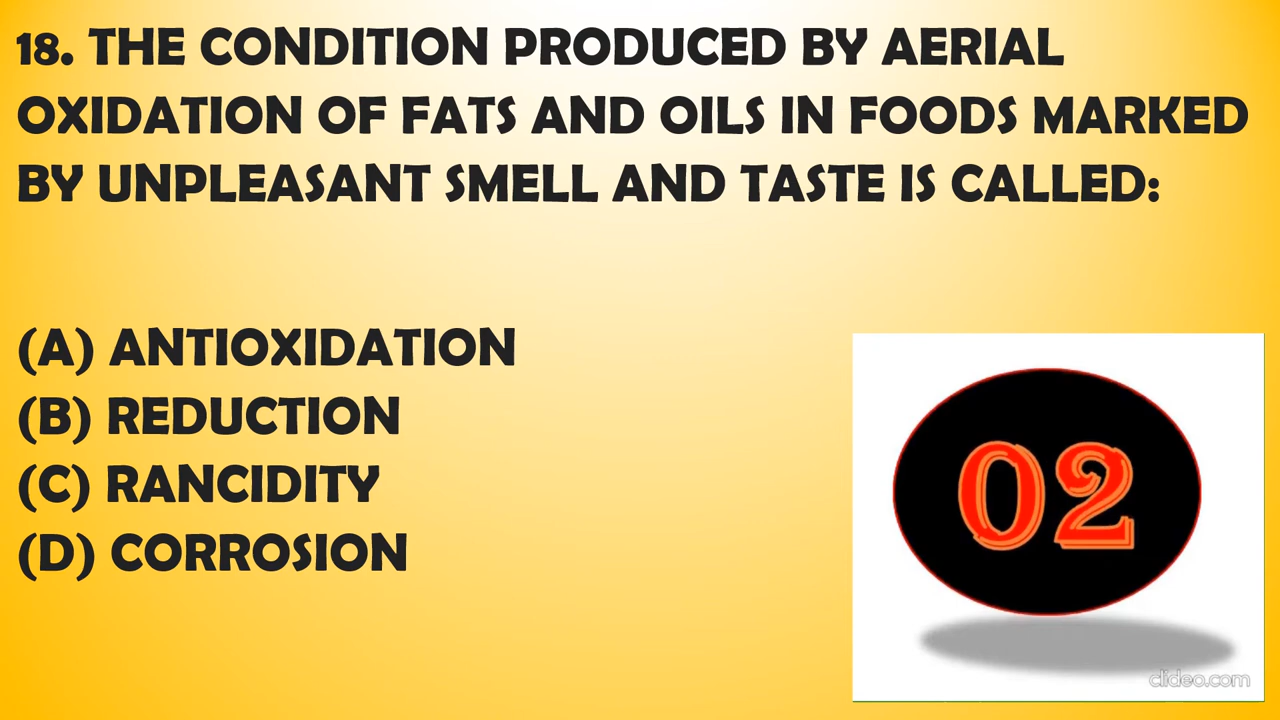 18. THE CONDITION PRODUCED BY AERIAL
OXIDATION OF FATS AND OILS IN FOODS MARKED
BY UNPLEASANT SMELL AND TASTE IS CALLED:
(A) ANTIOXIDATION
(B) REDUCTION
(C) RANCIDITY
(D) CORROSION
02
clideo.com